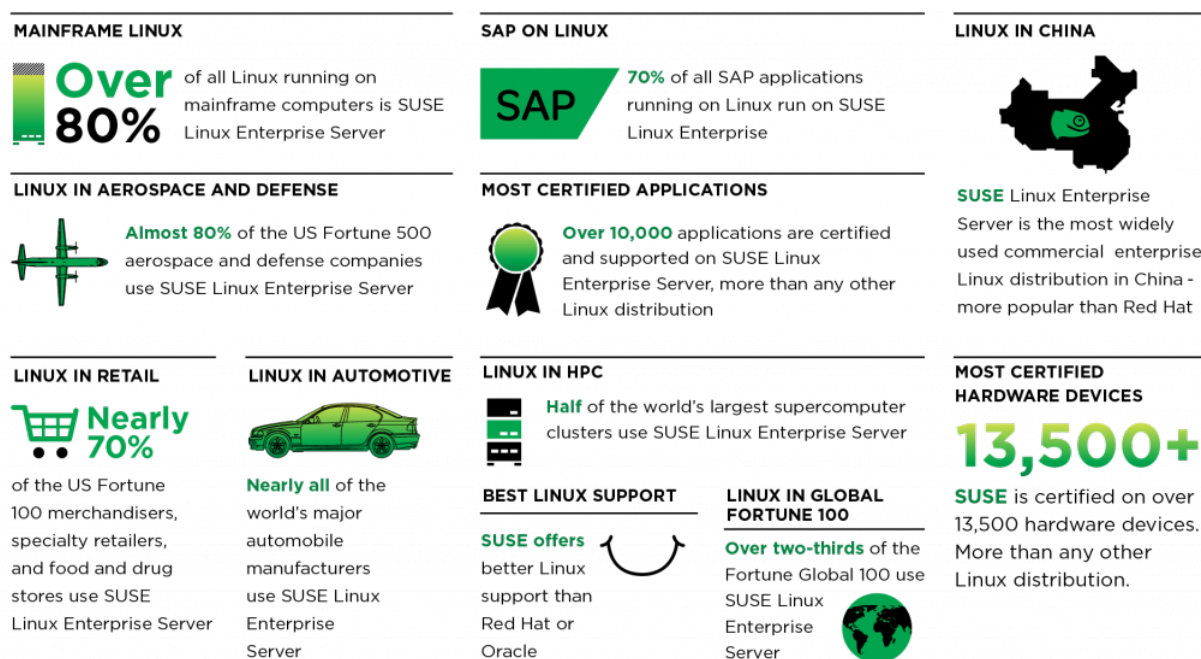 MAINFRAME LINUX
Over
80%
of all Linux running on
mainframe computers is SUSE
Linux Enterprise Server
SAP ON LINUX
SAP
70% of all SAP applications
running on Linux run on SUSE
Linux Enterprise
LINUX IN CHINA
SUSE Linux Enterprise
Server is the most widely
used commercial enterprise
Linux distribution in China -
more popular than Red Hat
LINUX IN AEROSPACE AND DEFENSE
Almost 80% of the US Fortune 500
aerospace and defense companies
use SUSE Linux Enterprise Server
MOST CERTIFIED APPLICATIONS
Over 10,000 applications are certified
and supported on SUSE Linux
Enterprise Server, more than any other
Linux distribution
LINUX IN RETAIL
Nearly
70%
of the US Fortune
100 merchandisers,
specialty retailers,
and food and drug
stores use SUSE
Linux Enterprise Server
LINUX IN AUTOMOTIVE
Nearly all of the
world's major
automobile
manufacturers
use SUSE Linux
Enterprise
Server
LINUX IN HPC
Half of the world's largest supercomputer
clusters use SUSE Linux Enterprise Server
BEST LINUX SUPPORT
SUSE offers
better Linux
support than
Red Hat or
Oracle
LINUX IN GLOBAL
FORTUNE 100
Over two-thirds of the
Fortune Global 100 use
SUSE Linux
Enterprise
Server
MOST CERTIFIED
HARDWARE DEVICES
13,500+
SUSE is certified on over
13,500 hardware devices.
More than any other
Linux distribution.